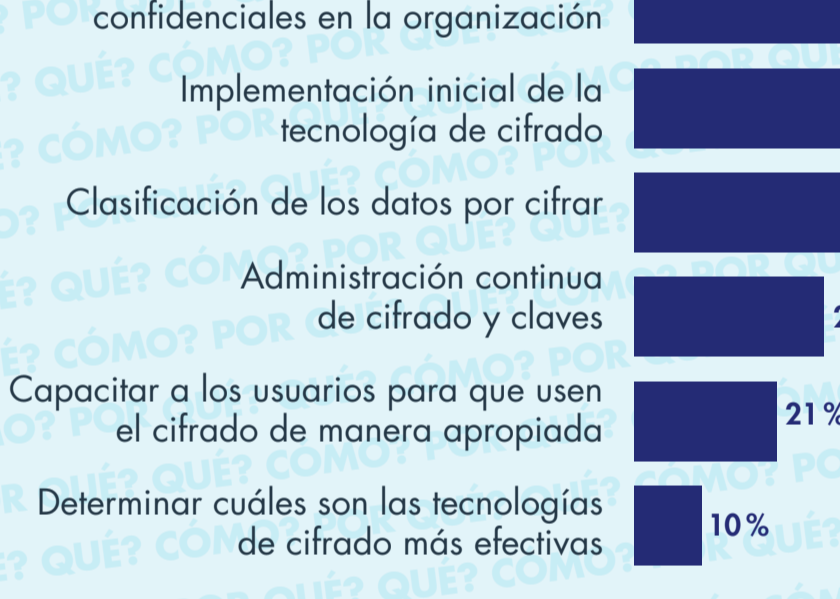 confidenciales en la organización
Implementación inicial de la
tecnología de cifrado
Clasificación de los datos por cifrar
Administración continua
de cifrado y claves
Capacitar a los usuarios para que usen
el cifrado de manera apropiada
21%
Determinar cuáles son las tecnologías
de cifrado más efectivas
10%